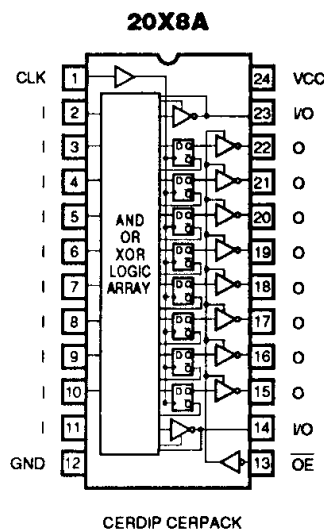 20X8A
CLK 1 24 VCC
I 2 23 I/O
I 3 22 O
I 4 21 O
I 5 20 O
I 6 19 O
I 7 18 O
I 8 17 O
I 9 16 O
I 10 15 O
I 11 14 I/O
GND 12 13 OE
AND
OR
XOR
LOGIC
ARRAY
CERDIP CERPACK